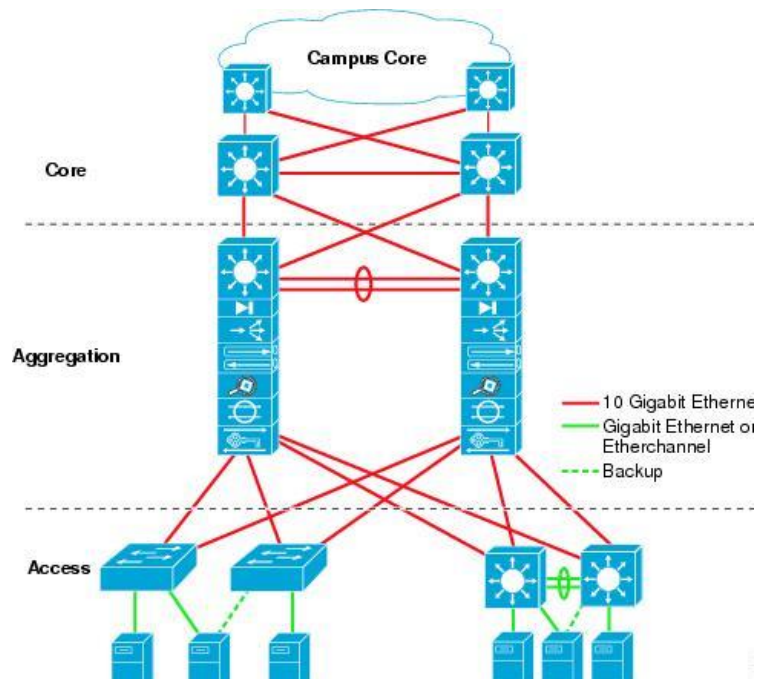 Campus Core
Core
Aggregation
10 Gigabit Etherne
Gigabit Ethernet or
Etherchannel
Backup
Access